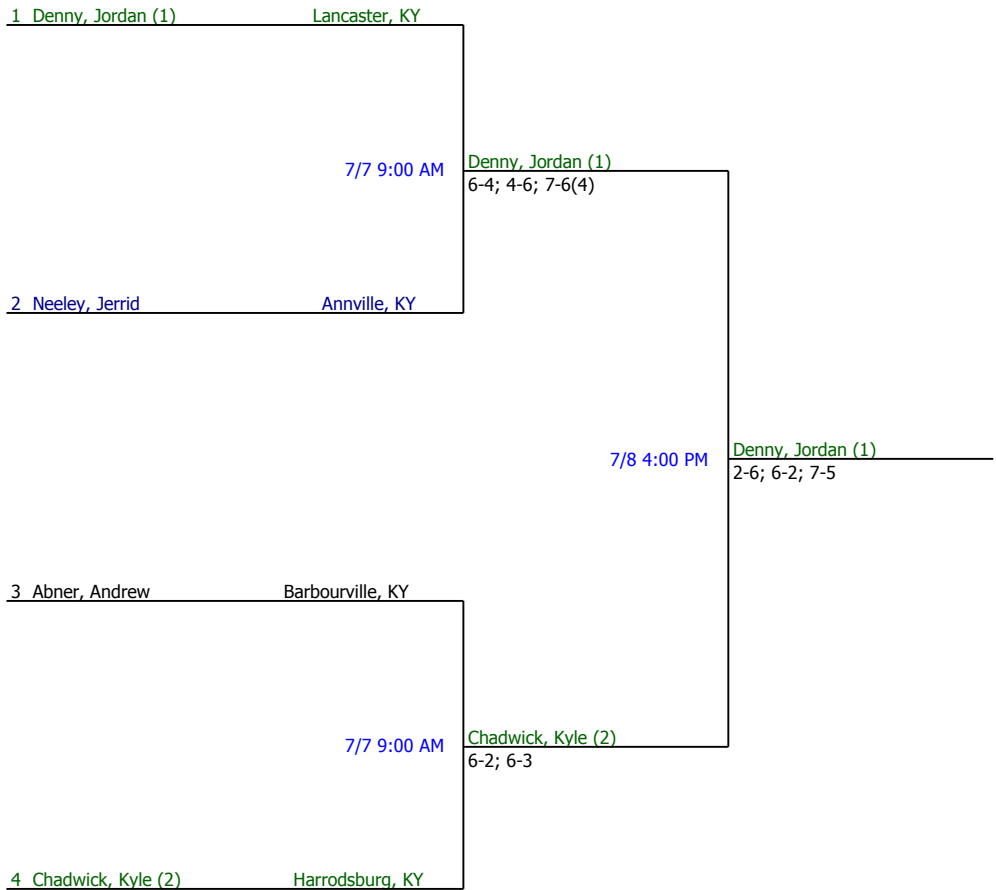 1 Denny, Jordan (1) Lancaster, KY
7/7 9:00 AM
Denny, Jordan (1)
6-4; 4-6; 7-6(4)
2 Neeley, Jerrid Annville, KY
7/8 4:00 PM
Denny, Jordan (1)
2-6; 6-2; 7-5
3 Abner, Andrew Barbourville, KY
7/7 9:00 AM
Chadwick, Kyle (2)
6-2; 6-3
4 Chadwick, Kyle (2) Harrodsburg, KY